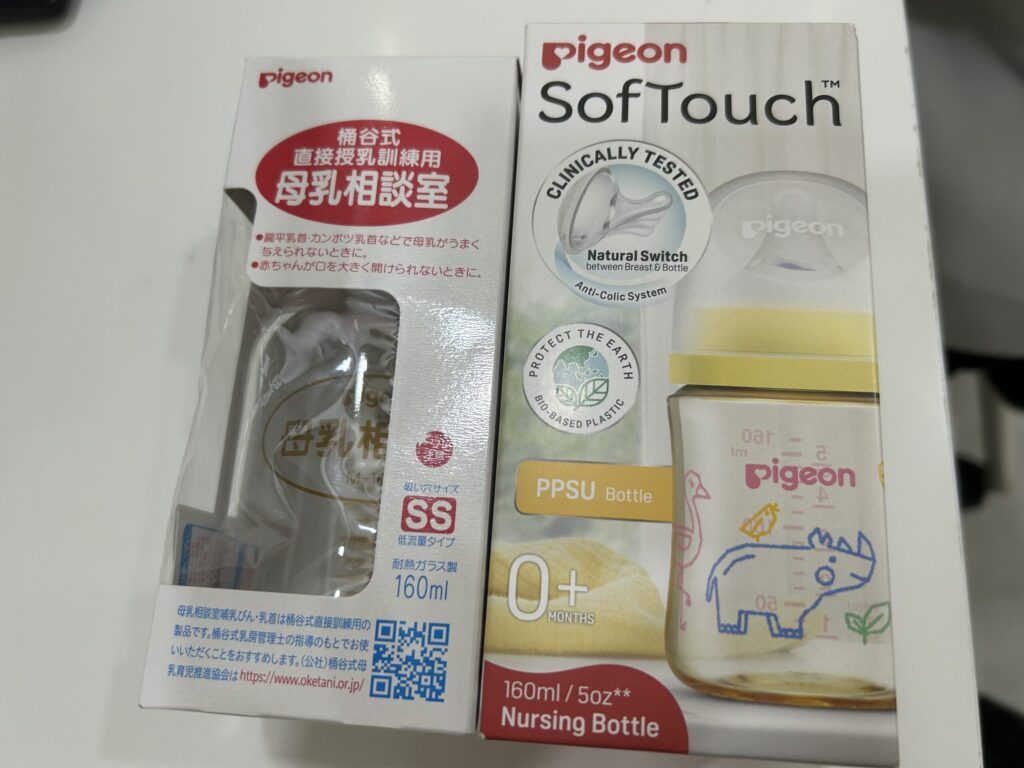 pigeon
桶谷式
直接授乳訓練用
母乳相談室
●扁平乳首・カンボツ乳首などで母乳がうまく
与えられないときに。
●赤ちゃんが口を大きく開けられないときに。
母乳相
吸い穴サイズ
SS
低流量タイプ
耐熱ガラス製
160ml
母乳相談室哺乳びん・乳首は桶谷式直接訓練用の
製品です。桶谷式乳房管理士の指導のもとでお使
いいただくことをおすすめします。(公社)桶谷式母
乳育児推進協会は https://www.oketani.or.jp/
pigeon
SofTouch™
CLINICALLY TESTED
Natural Switch
between Breast & Bottle
Anti-Colic System
pigeon
PROTECT THE EARTH
BIO-BASED PLASTIC
PPSU Bottle
160
ml
5
pigeon
4
50
1
0+
MONTHS
160ml / 5oz**
Nursing Bottle